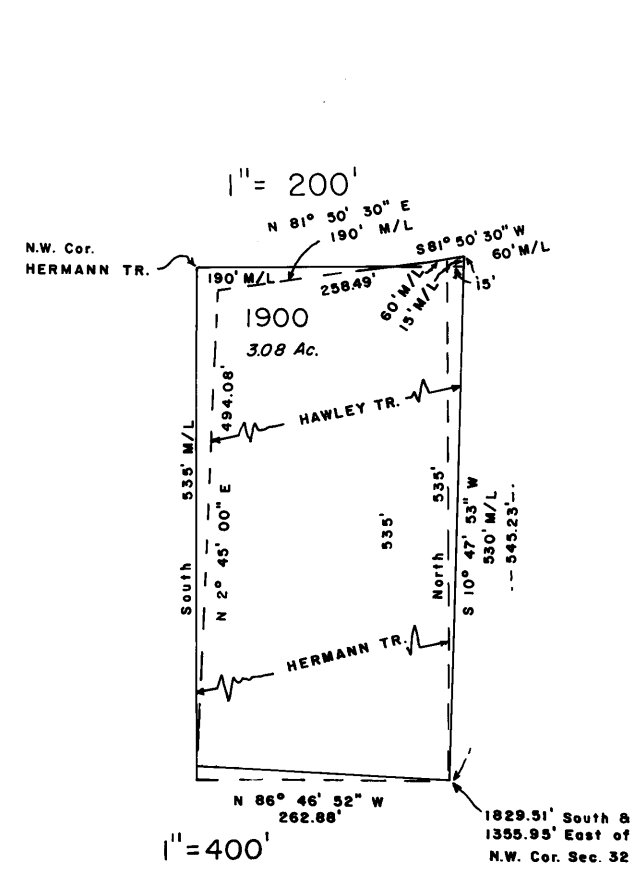 1"= 200'
N 81° 50' 30" E
190' M/L
S 81° 50' 30" W
60' M/L
N.W. Cor.
HERMANN TR.
190' M/L
258.49'
60' M/L
15' M/L
15'
1900
3.08 Ac.
494.08'
HAWLEY TR.
South 535' M/L
N 2° 45' 00" E
535'
North 535'
S 10° 47' 53" W
530' M/L
545.23'
HERMANN TR.
N 86° 46' 52" W
262.88'
1829.51' South &
1355.95' East of
N.W. Cor. Sec. 32
1"=400'